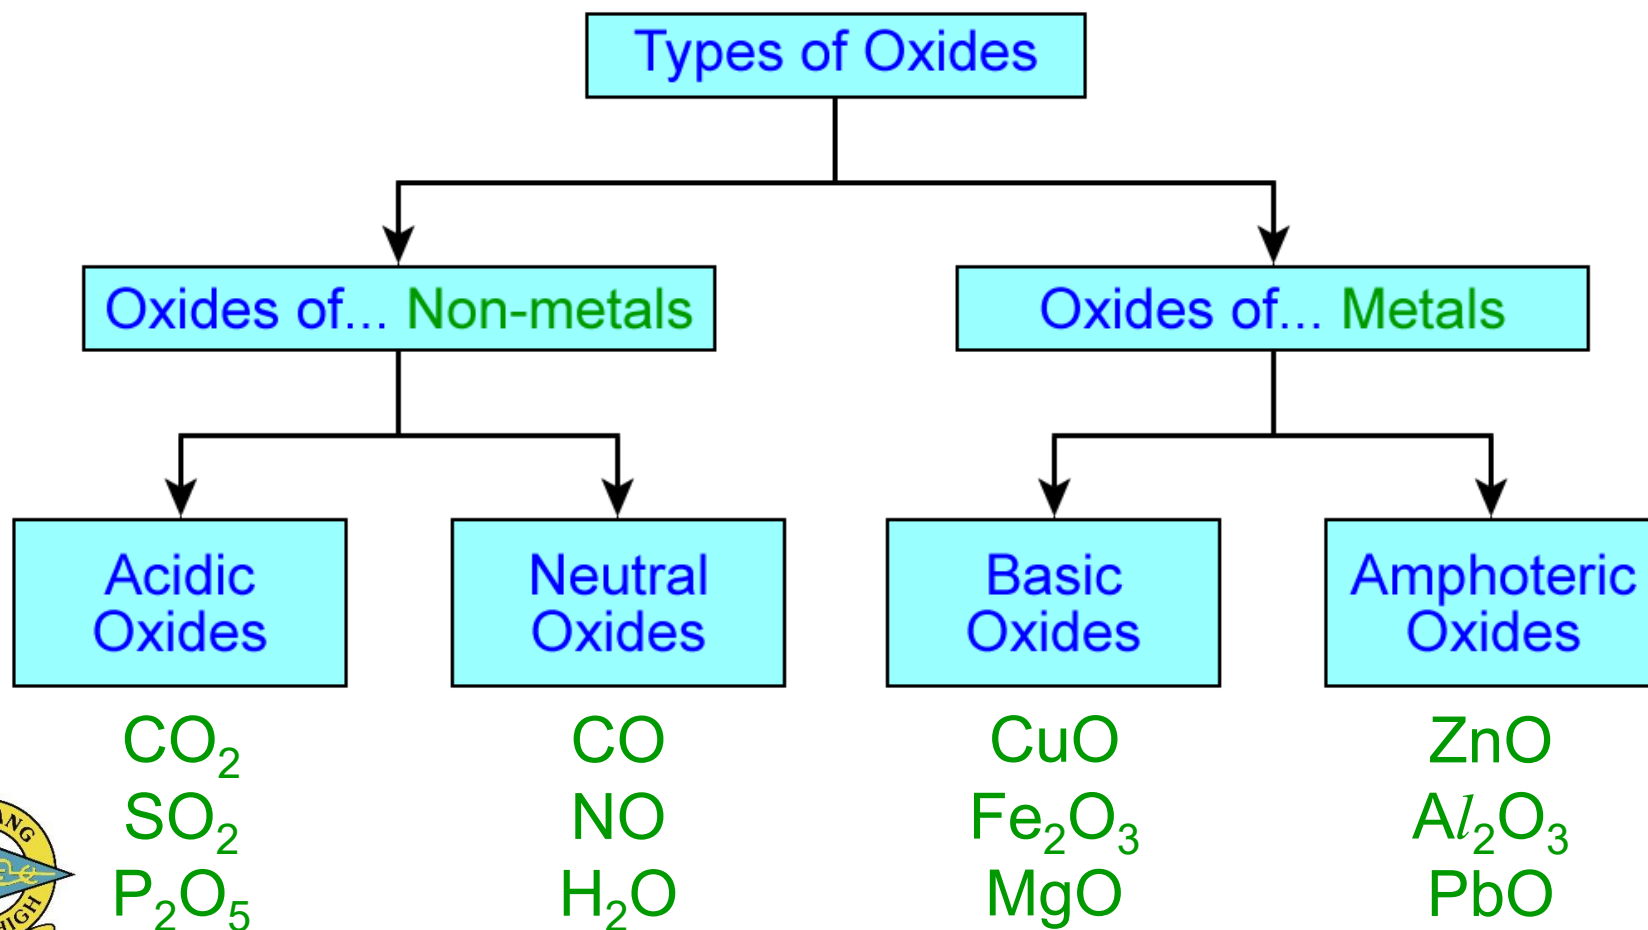 Types of Oxides
Oxides of... Non-metals
Oxides of... Metals
Acidic
Oxides
Neutral
Oxides
Basic
Oxides
Amphoteric
Oxides
CO₂
SO₂
P₂O₅
CO
NO
H₂O
CuO
Fe₂O₃
MgO
ZnO
Al₂O₃
PbO
HIGH